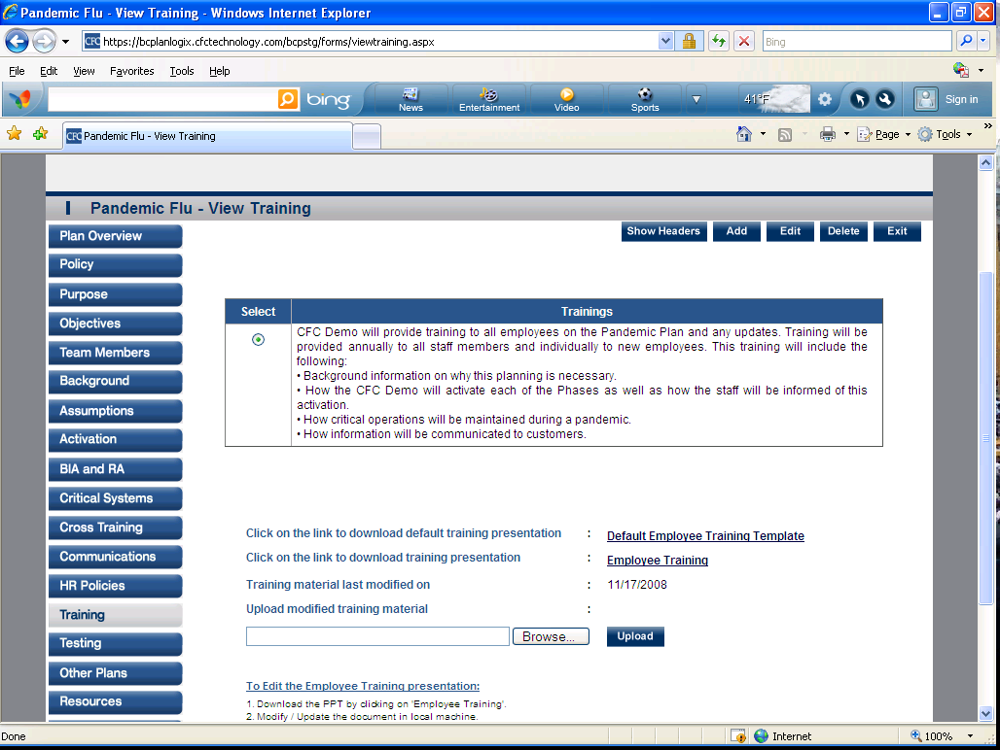 Pandemic Flu - View Training - Windows Internet Explorer
CFC https://bcplanlogix.cfctechnology.com/bcpstg/forms/viewtraining.aspx
Bing
File Edit View Favorites Tools Help
bing News Entertainment Video Sports 41°F Sign in
CFC Pandemic Flu - View Training
Page Tools
Pandemic Flu - View Training
Show Headers Add Edit Delete Exit
Plan Overview
Policy
Purpose
Objectives
Team Members
Background
Assumptions
Activation
BIA and RA
Critical Systems
Cross Training
Communications
HR Policies
Training
Testing
Other Plans
Resources
Select Trainings
CFC Demo will provide training to all employees on the Pandemic Plan and any updates. Training will be
provided annually to all staff members and individually to new employees. This training will include the
following:
• Background information on why this planning is necessary.
• How the CFC Demo will activate each of the Phases as well as how the staff will be informed of this
activation.
• How critical operations will be maintained during a pandemic.
• How information will be communicated to customers.
Click on the link to download default training presentation : Default Employee Training Template
Click on the link to download training presentation : Employee Training
Training material last modified on : 11/17/2008
Upload modified training material :
Browse... Upload
To Edit the Employee Training presentation:
1. Download the PPT by clicking on 'Employee Training'.
2. Modify / Update the document in local machine.
Done Internet 100%